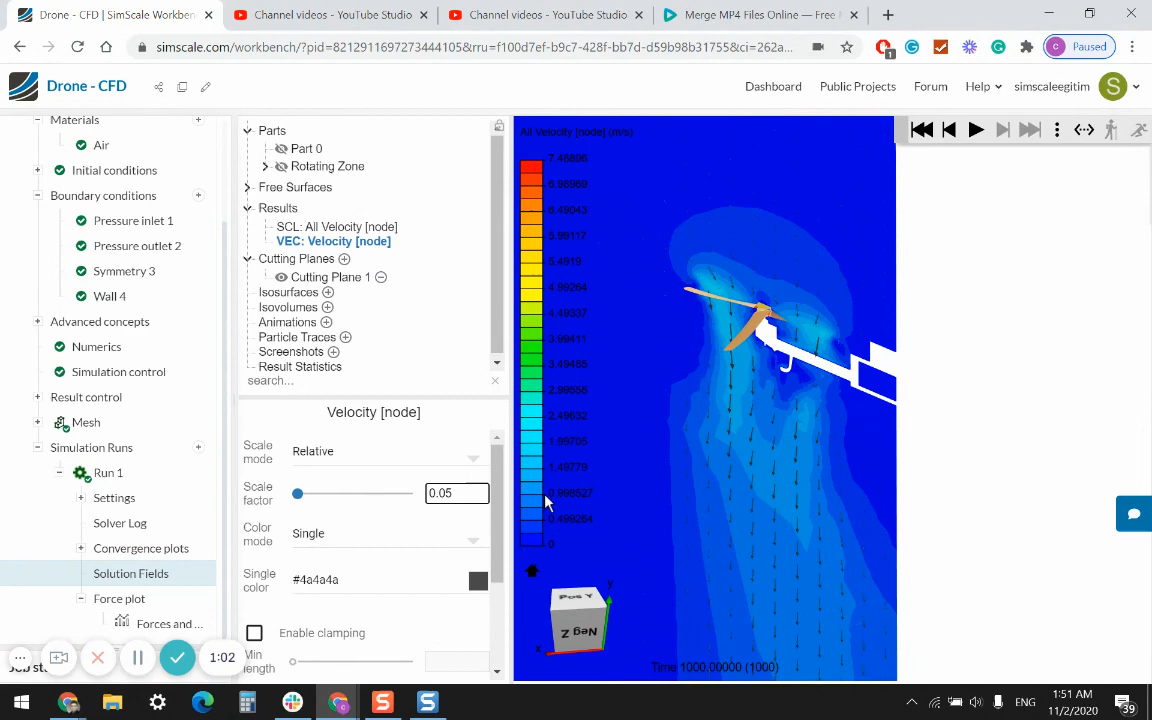 Drone - CFD | SimScale Workben
Channel videos - YouTube Studio
Channel videos - YouTube Studio
Merge MP4 Files Online — Free M
simscale.com/workbench/?pid=8212911697273444105&rru=f100d7ef-b9c7-428f-bb7d-d59b98b31755&ci=262a...
1
C
Paused
Drone - CFD
Dashboard
Public Projects
Forum
Help
simscaleegitim
S
Materials
Air
Initial conditions
Boundary conditions
Pressure inlet 1
Pressure outlet 2
Symmetry 3
Wall 4
Advanced concepts
Numerics
Simulation control
Result control
Mesh
Simulation Runs
Run 1
Settings
Solver Log
Convergence plots
Solution Fields
Force plot
Forces and ...
1:02
Job st
Parts
Part 0
Rotating Zone
Free Surfaces
Results
SCL: All Velocity [node]
VEC: Velocity [node]
Cutting Planes
Cutting Plane 1
Isosurfaces
Isovolumes
Animations
Particle Traces
Screenshots
Result Statistics
search...
Velocity [node]
Scale mode
Relative
Scale factor
0.05
Color mode
Single
Single color
#4a4a4a
Enable clamping
Min length
All Velocity [node] (m/s)
7.48896
6.98969
6.49043
5.99117
5.4919
4.99264
4.49337
3.99411
3.49485
2.99558
2.49632
1.99705
1.49779
0.998527
0.499264
0
Pos Y
Neg Z
y
x
Time 1000.00000 (1000)
ENG
1:51 AM
11/2/2020
39